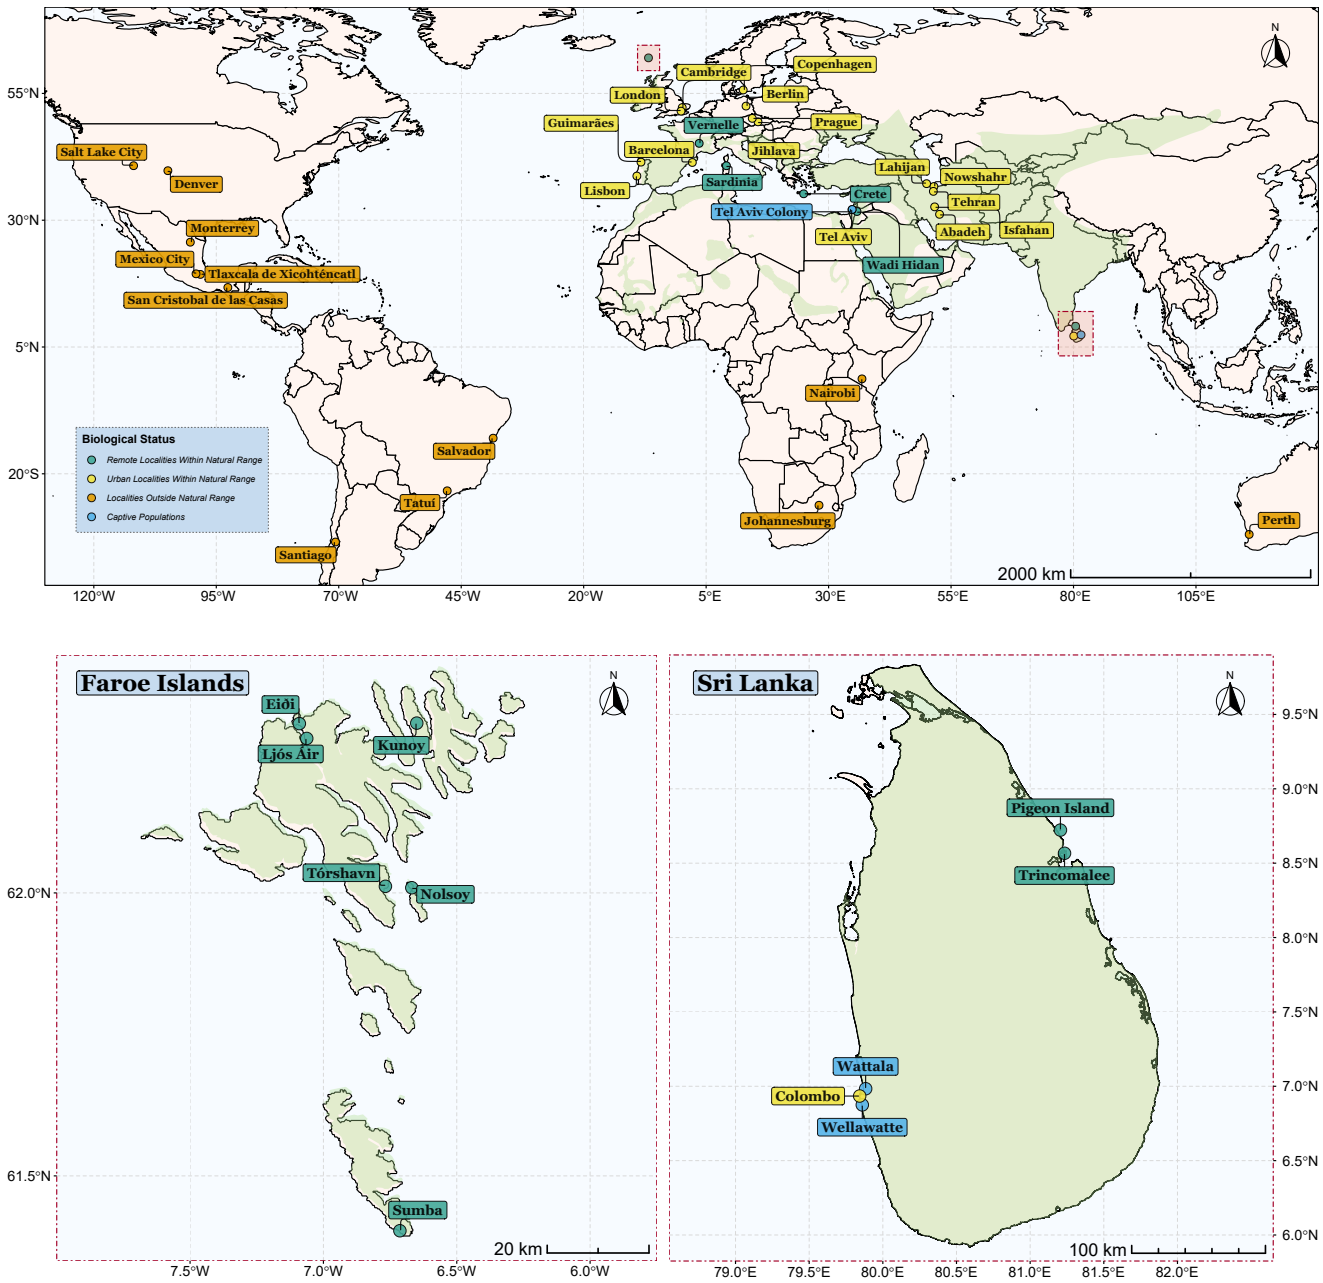 N
Copenhagen
Cambridge
55°N
London
Berlin
Guimarães
Vernelle
Prague
Salt Lake City
Barcelona
Jihlava
Lahijan
Nowshahr
Denver
Lisbon
Sardinia
Crete
Tehran
30°N
Tel Aviv Colony
Monterrey
Tel Aviv
Abadeh
Isfahan
Mexico City
Wadi Hidan
Tlaxcala de Xicohténcatl
San Cristobal de las Casas
5°N
Nairobi
Biological Status
Remote Localities Within Natural Range
Urban Localities Within Natural Range
Localities Outside Natural Range
Captive Populations
Salvador
20°S
Tatuí
Johannesburg
Perth
Santiago
2000 km
120°W 95°W 70°W 45°W 20°W 5°E 30°E 55°E 80°E 105°E
Faroe Islands
N
Eiði
Ljós Áir
Kunoy
Tórshavn
Nolsoy
62.0°N
61.5°N
Sumba
20 km
7.5°W 7.0°W 6.5°W 6.0°W
Sri Lanka
N
9.5°N
9.0°N
Pigeon Island
8.5°N
Trincomalee
8.0°N
7.5°N
Wattala
7.0°N
Colombo
Wellawatte
6.5°N
6.0°N
100 km
79.0°E 79.5°E 80.0°E 80.5°E 81.0°E 81.5°E 82.0°E